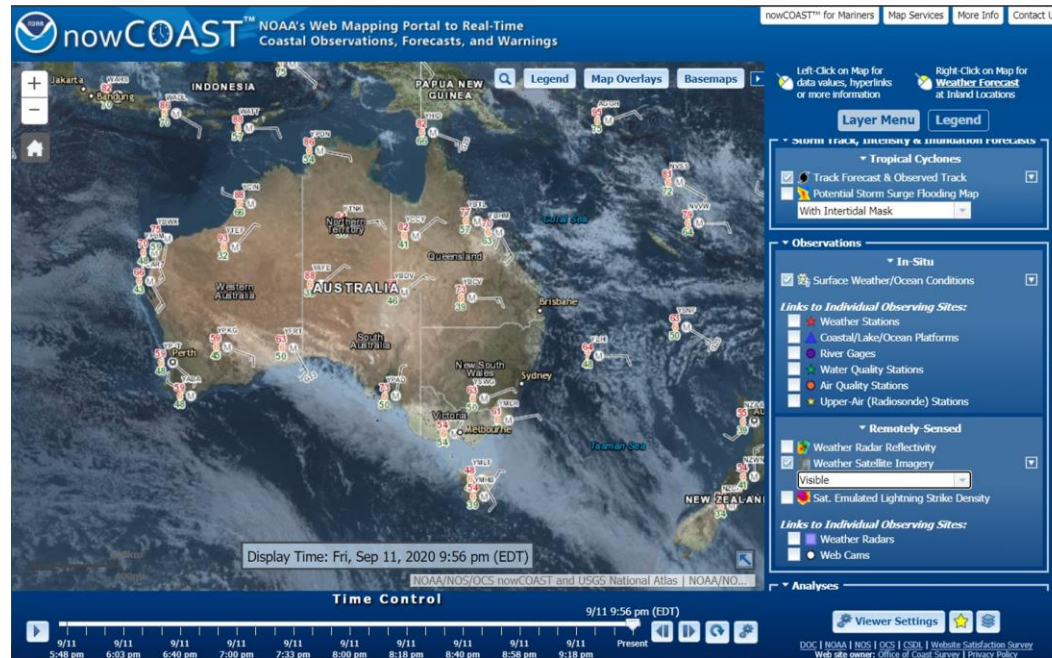 nowCOAST™
NOAA's Web Mapping Portal to Real-Time
Coastal Observations, Forecasts, and Warnings
nowCOAST™ for Mariners
Map Services
More Info
Contact U
Left-Click on Map for
data values, hyperlinks
or more information
Right-Click on Map for
Weather Forecast
at Inland Locations
Layer Menu
Legend
Storm Track, Intensity & Inundation Forecasts
Tropical Cyclones
Track Forecast & Observed Track
Potential Storm Surge Flooding Map
With Intertidal Mask
Observations
In-Situ
Surface Weather/Ocean Conditions
Links to Individual Observing Sites:
Weather Stations
Coastal/Lake/Ocean Platforms
River Gages
Water Quality Stations
Air Quality Stations
Upper-Air (Radiosonde) Stations
Remotely-Sensed
Weather Radar Reflectivity
Weather Satellite Imagery
Visible
Sat. Emulated Lightning Strike Density
Links to Individual Observing Sites:
Weather Radars
Web Cams
Analyses
Legend
Map Overlays
Basemaps
Jakarta
Bandung
INDONESIA
PAPUA NEW
GUINEA
Northern
Territory
Coral Sea
Queensland
Western
Australia
AUSTRALIA
Brisbane
South
Australia
Perth
New South
Wales
Sydney
Victoria
Melbourne
Tasman Sea
NEW ZEALAN
Display Time: Fri, Sep 11, 2020 9:56 pm (EDT)
NOAA/NOS/OCS nowCOAST and USGS National Atlas | NOAA/NO...
Time Control
9/11 9:56 pm (EDT)
9/11 9/11 9/11 9/11 9/11 9/11 9/11 9/11 9/11 9/11 Present
5:48 pm 6:03 pm 6:40 pm 7:00 pm 7:33 pm 8:00 pm 8:18 pm 8:40 pm 8:58 pm 9:18 pm
Viewer Settings
DOC | NOAA | NOS | OCS | CSDL | Website Satisfaction Survey
Web site owner: Office of Coast Survey | Privacy Policy